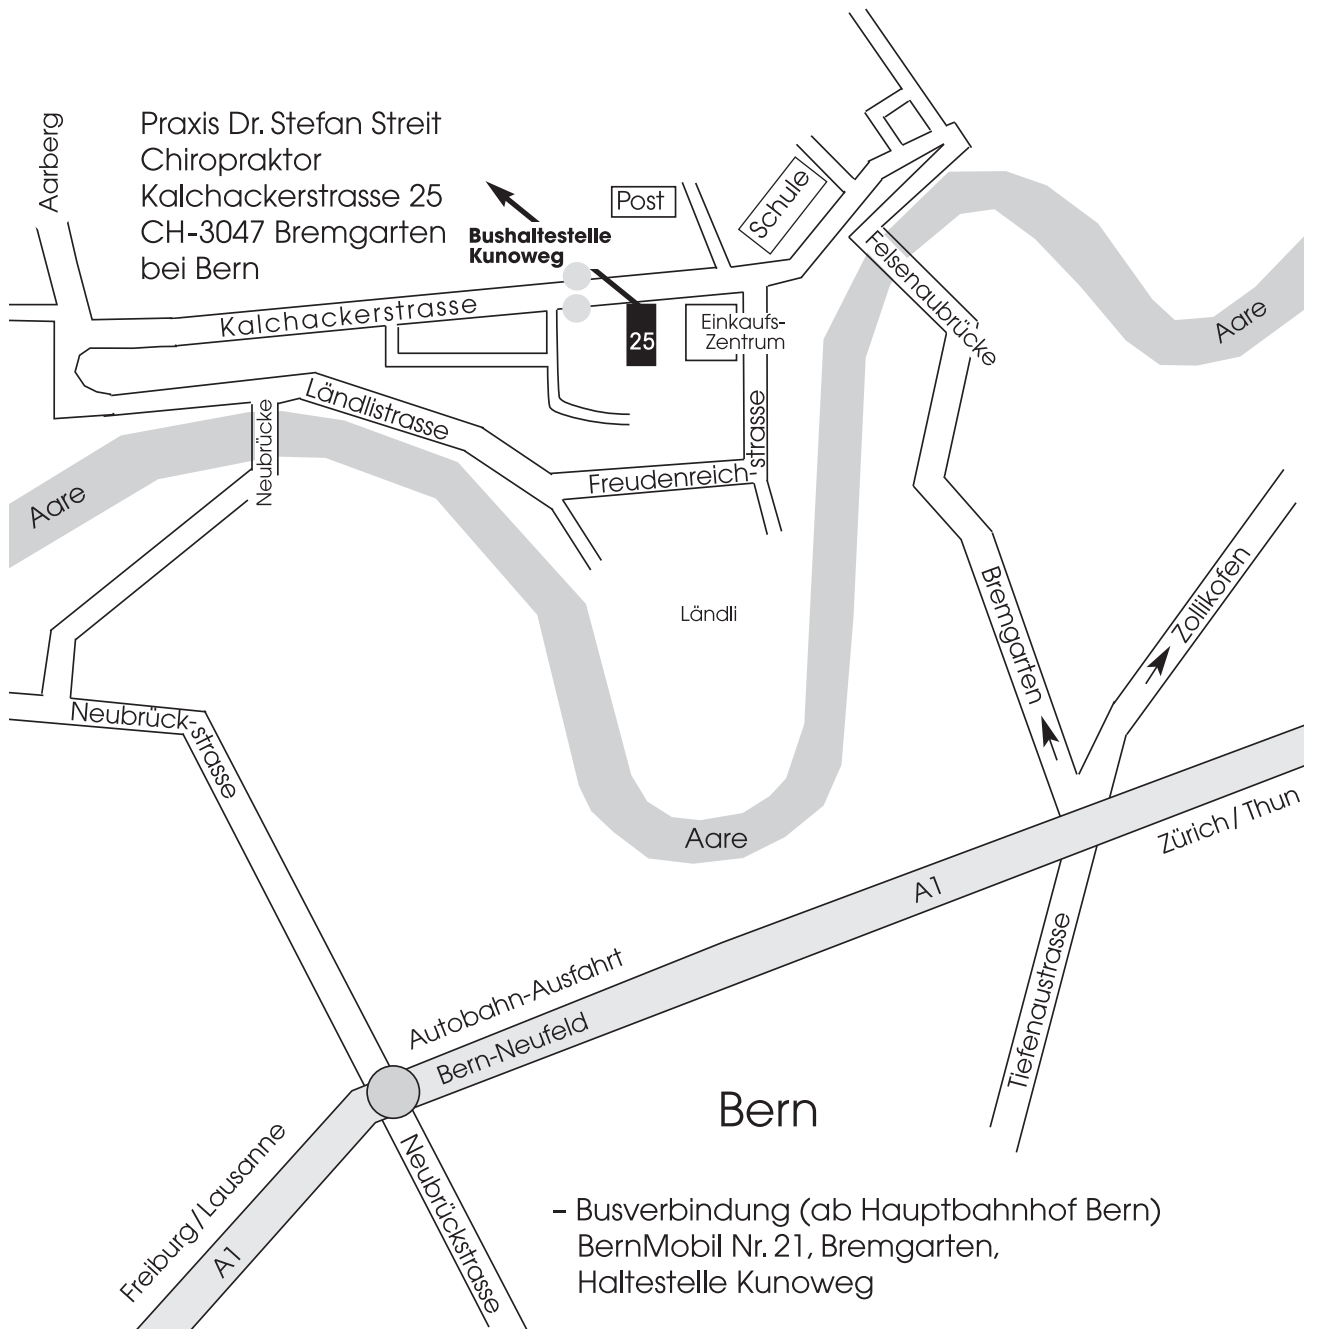 Aarberg
Praxis Dr. Stefan Streit
Chiropraktor
Kalchackerstrasse 25
CH-3047 Bremgarten
bei Bern
Post
Schule
Bushaltestelle
Kunoweg
Felsenaubrücke
Kalchackerstrasse
25
Einkaufs-
Zentrum
Aare
Ländlistrasse
Neubrücke
Freudenreich-
strasse
Aare
Ländli
Bremgarten
Zollikofen
Neubrück-
strasse
Aare
Zürich / Thun
A1
Tiefenaustrasse
Autobahn-Ausfahrt
Bern-Neufeld
Bern
Freiburg / Lausanne
A1
Neubrückstrasse
– Busverbindung (ab Hauptbahnhof Bern)
BernMobil Nr. 21, Bremgarten,
Haltestelle Kunoweg